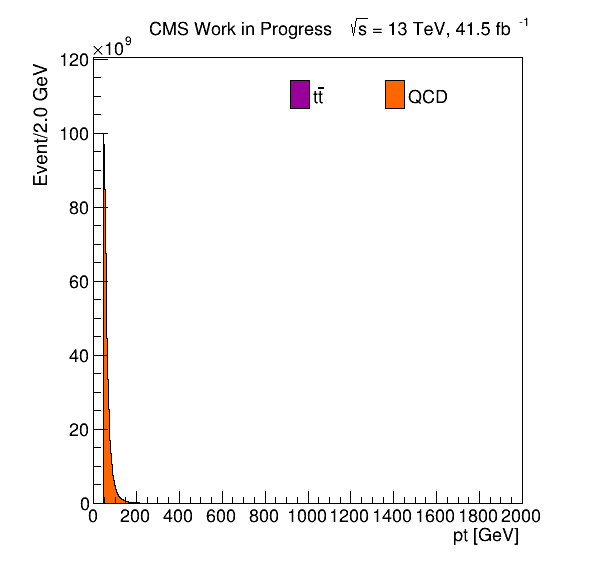 CMS Work in Progress √s = 13 TeV, 41.5 fb⁻¹
×10⁹
Event/2.0 GeV
120
100
80
60
40
20
0
tt̄ QCD
0 200 400 600 800 1000 1200 1400 1600 1800 2000
pt [GeV]